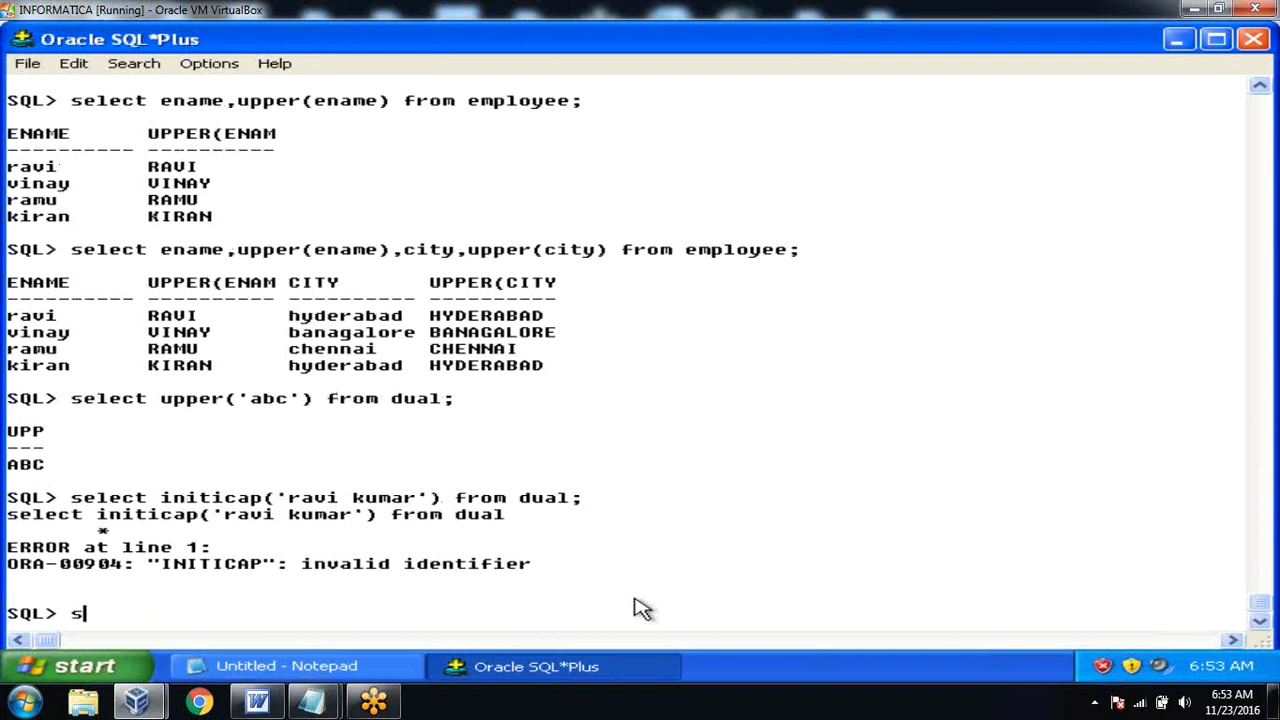 INFORMATICA [Running] - Oracle VM VirtualBox
Oracle SQL*Plus
File Edit Search Options Help
SQL> select ename,upper(ename) from employee;
ENAME UPPER(ENAM
---------- ----------
ravi RAVI
vinay VINAY
ramu RAMU
kiran KIRAN
SQL> select ename,upper(ename),city,upper(city) from employee;
ENAME UPPER(ENAM CITY UPPER(CITY
---------- ---------- ---------- ----------
ravi RAVI hyderabad HYDERABAD
vinay VINAY banagalore BANAGALORE
ramu RAMU chennai CHENNAI
kiran KIRAN hyderabad HYDERABAD
SQL> select upper('abc') from dual;
UPP
---
ABC
SQL> select initicap('ravi kumar') from dual;
select initicap('ravi kumar') from dual
*
ERROR at line 1:
ORA-00904: "INITICAP": invalid identifier
SQL> s
start Untitled - Notepad Oracle SQL*Plus 6:53 AM
6:53 AM
11/23/2016